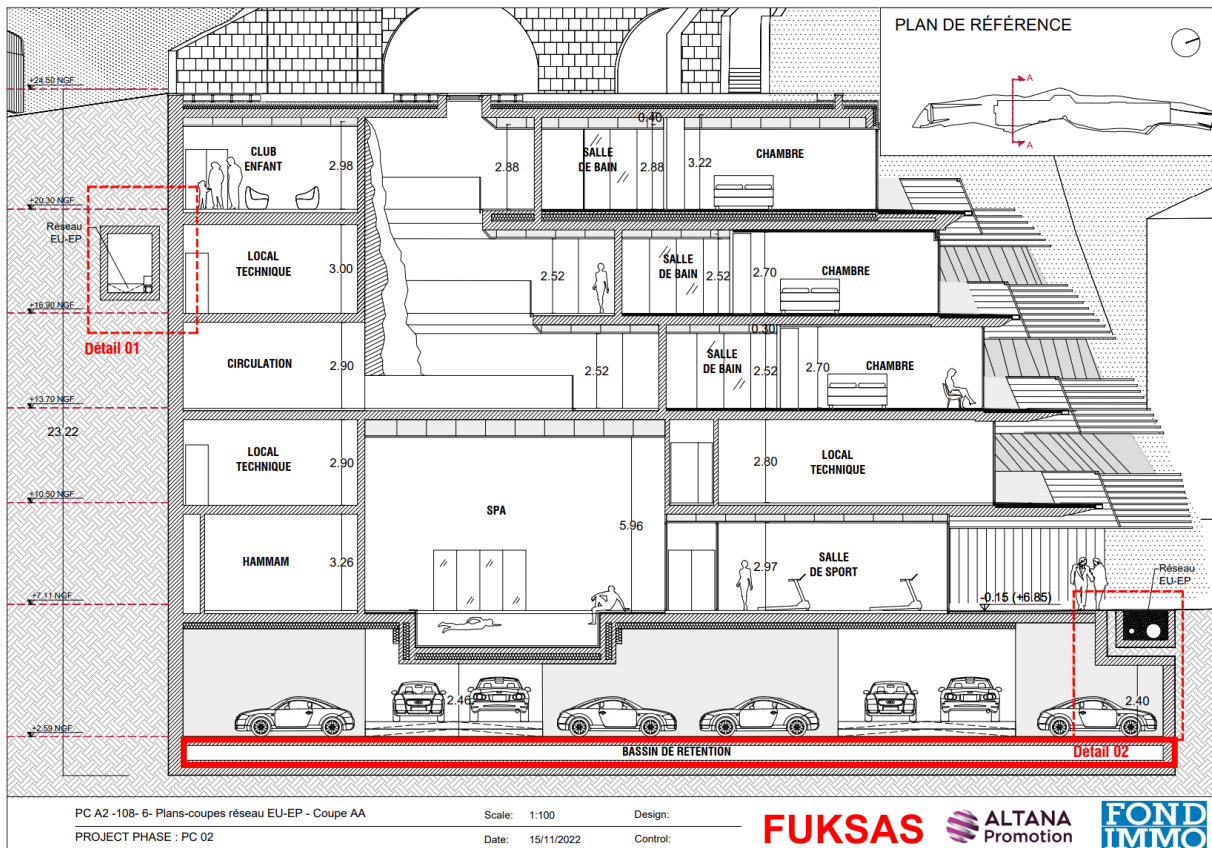 PLAN DE RÉFÉRENCE
A
A
+24.50 NGF
0.40
CLUB
ENFANT
2.98
2.88
SALLE
DE BAIN
2.88
3.22
CHAMBRE
+20.30 NGF
Réseau
EU-EP
LOCAL
TECHNIQUE
3.00
2.52
SALLE
DE BAIN
2.52
2.70
CHAMBRE
+16.90 NGF
Détail 01
0.30
CIRCULATION
2.90
2.52
SALLE
DE BAIN
2.52
2.70
CHAMBRE
+13.70 NGF
23.22
LOCAL
TECHNIQUE
2.90
2.80
LOCAL
TECHNIQUE
+10.50 NGF
SPA
5.96
HAMMAM
3.26
2.97
SALLE
DE SPORT
Réseau
EU-EP
+7.11 NGF
-0.15 (+6.85)
2.46
2.40
+2.59 NGF
BASSIN DE RETENTION
Détail 02
PC A2 -108- 6- Plans-coupes réseau EU-EP - Coupe AA
Scale: 1:100
Design:
PROJECT PHASE : PC 02
Date: 15/11/2022
Control:
FUKSAS
ALTANA
Promotion
FOND
IMMO